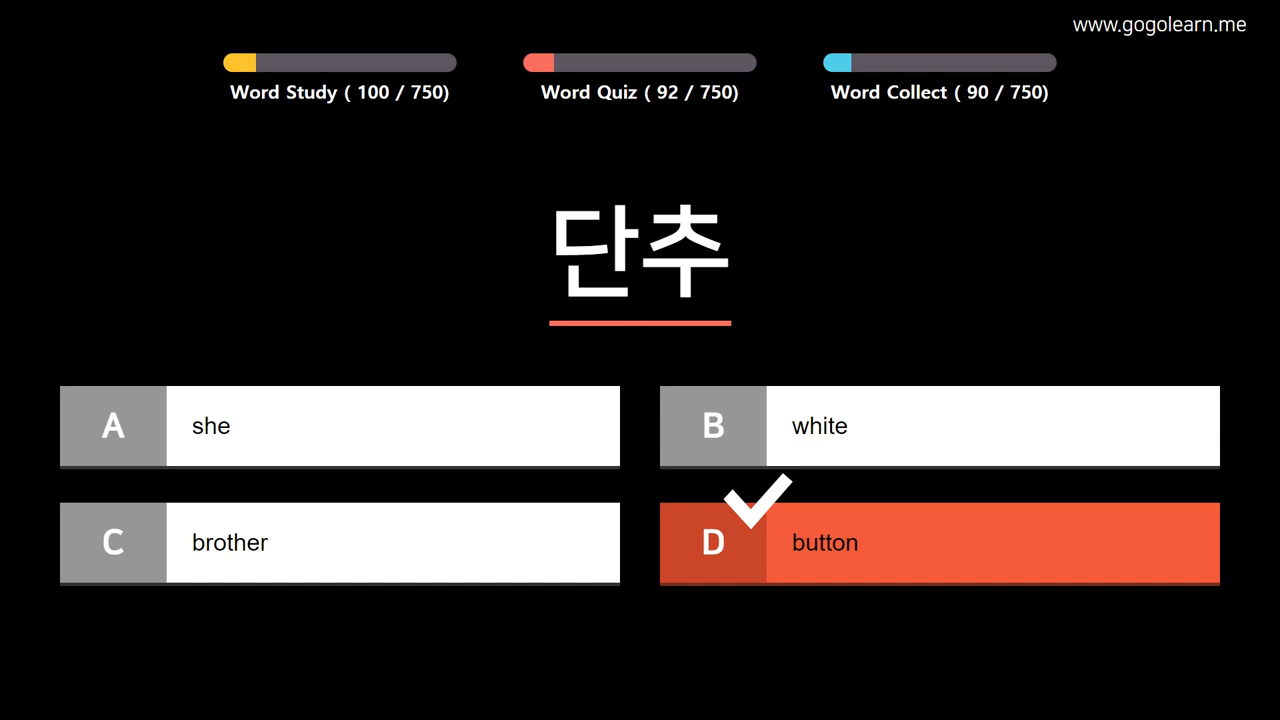 www.gogolearn.me
Word Study ( 100 / 750)
Word Quiz ( 92 / 750)
Word Collect ( 90 / 750)
단추
A she
B white
C brother
D button